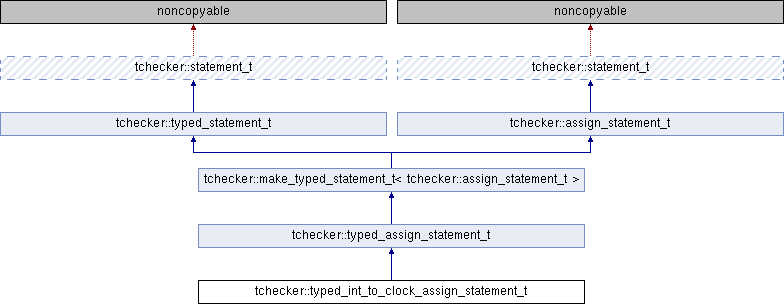 noncopyable
noncopyable
tchecker::statement_t
tchecker::statement_t
tchecker::typed_statement_t
tchecker::assign_statement_t
tchecker::make_typed_statement_t< tchecker::assign_statement_t >
tchecker::typed_assign_statement_t
tchecker::typed_int_to_clock_assign_statement_t